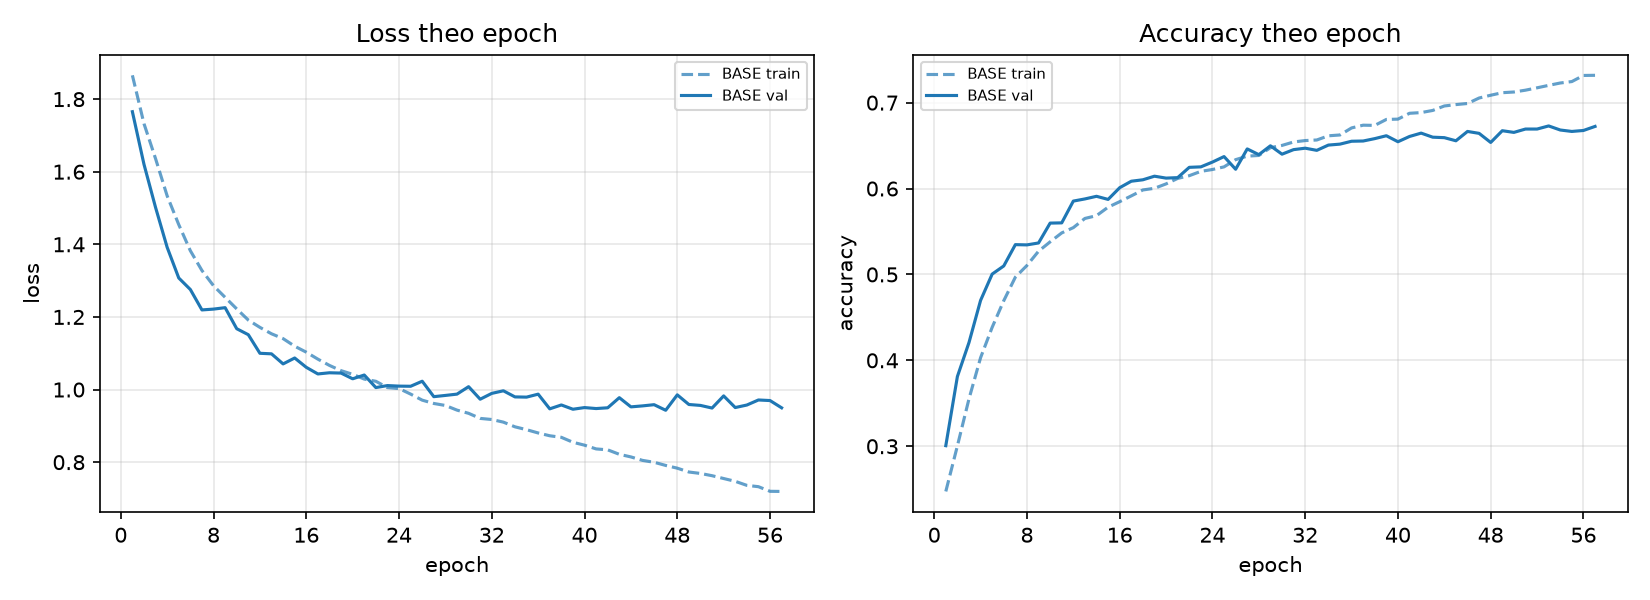 Loss theo epoch
BASE train
BASE val
1.8
1.6
1.4
1.2
1.0
0.8
loss
0 8 16 24 32 40 48 56
epoch
Accuracy theo epoch
BASE train
BASE val
0.7
0.6
0.5
0.4
0.3
accuracy
0 8 16 24 32 40 48 56
epoch